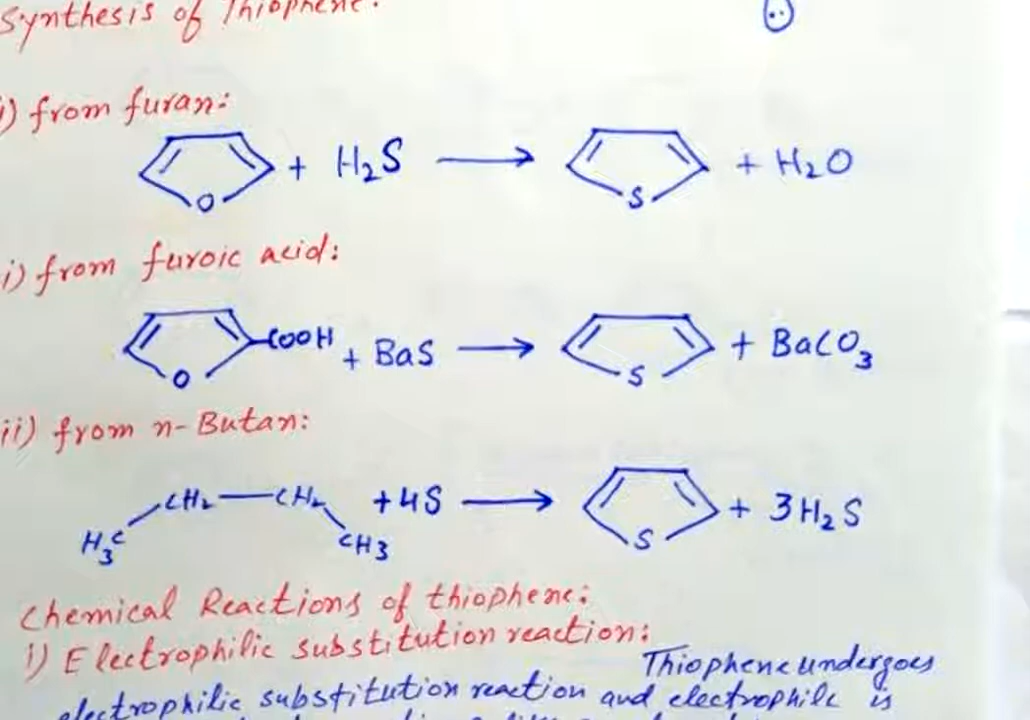 Synthesis of Thiophene:
i) from furan:
O + H₂S → S + H₂O
i) from furoic acid:
O COOH + BaS → S + BaCO₃
ii) from n-Butan:
H₃C CH₂—CH₂ CH₃ +4S → S + 3H₂S
Chemical Reactions of thiophene:
i) Electrophilic substitution reaction:
Thiophene undergoes
electrophilic substitution reaction and electrophile is